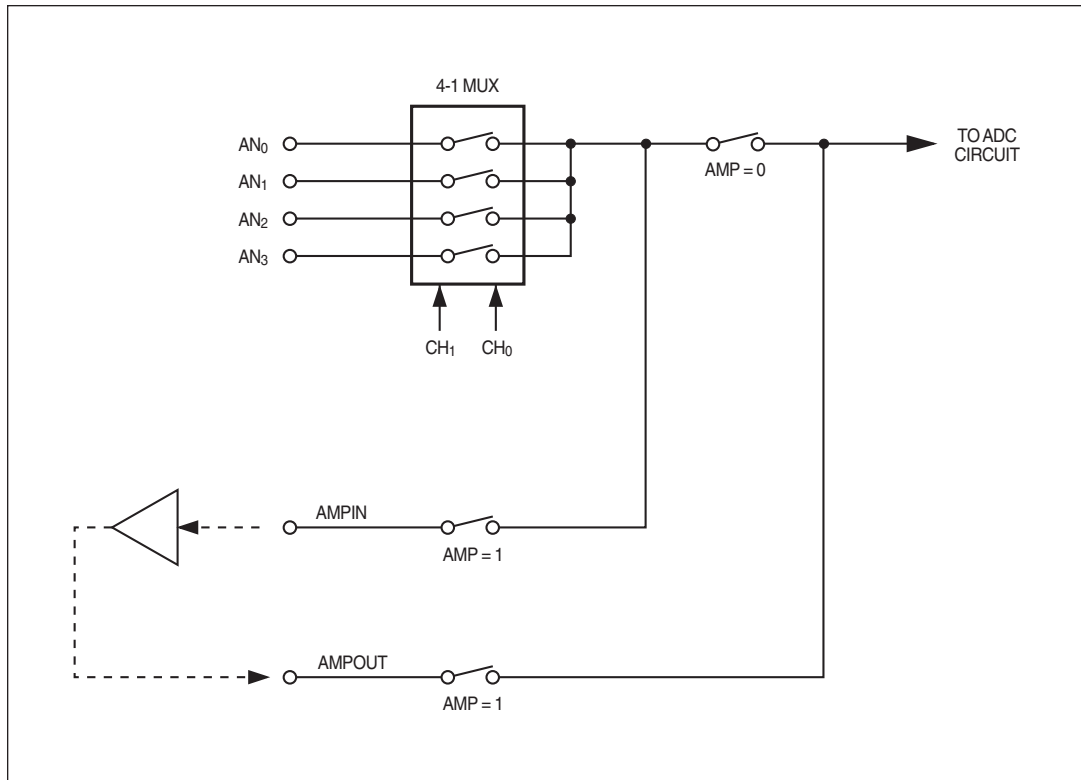 4-1 MUX
AN₀
AN₁
AN₂
AN₃
CH₁ CH₀
AMP = 0
TO ADC
CIRCUIT
AMPIN
AMP = 1
AMPOUT
AMP = 1